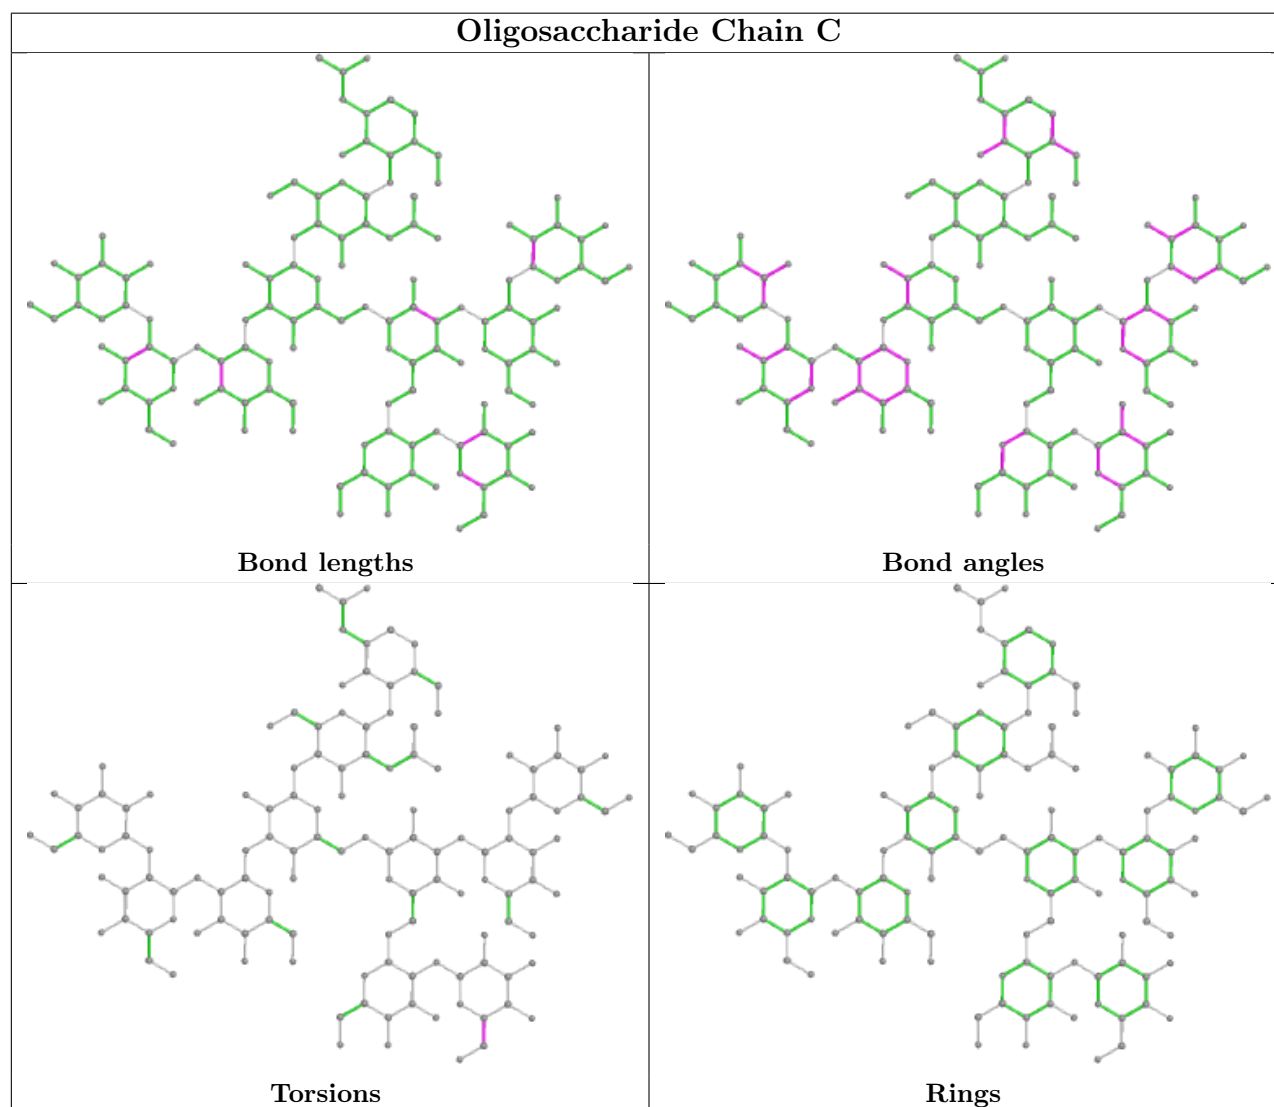 Oligosaccharide Chain C
Bond lengths
Bond angles
Torsions
Rings